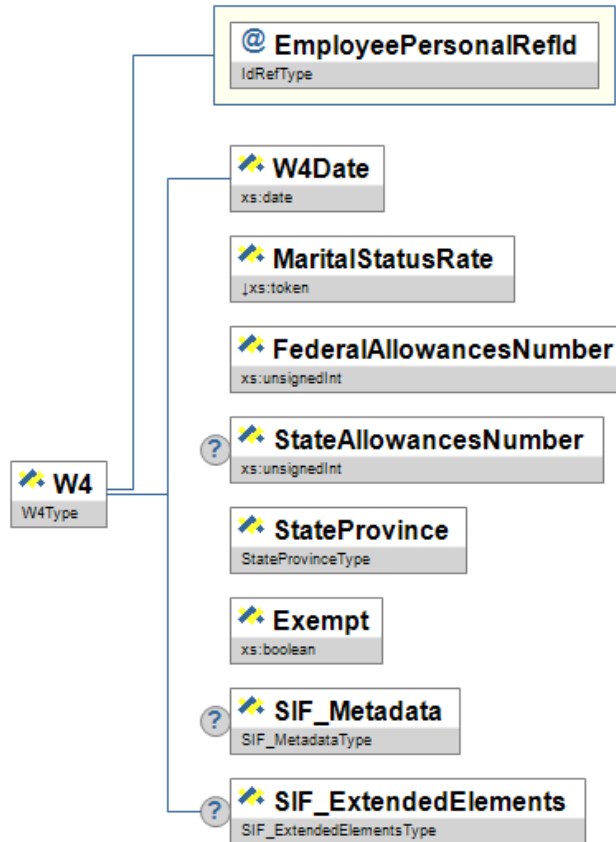 @ EmployeePersonalRefId
IdRefType
W4Date
xs:date
MaritalStatusRate
↓xs:token
FederalAllowancesNumber
xs:unsignedInt
? StateAllowancesNumber
xs:unsignedInt
W4
W4Type
StateProvince
StateProvinceType
Exempt
xs:boolean
? SIF_Metadata
SIF_MetadataType
? SIF_ExtendedElements
SIF_ExtendedElementsType